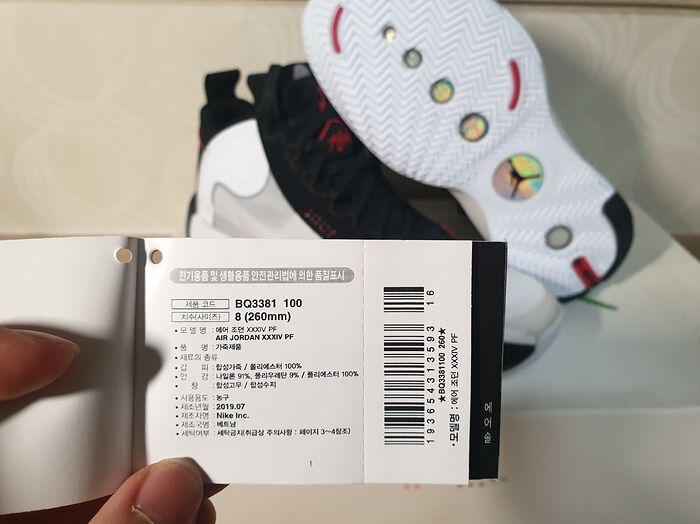 전기용품 및 생활용품 안전관리법에 의한 품질표시
제품 코드 BQ3381 100
치수(사이즈) 8 (260mm)
• 모 델 명 : 에어 조던 XXXIV PF
AIR JORDAN XXXIV PF
• 품 명 : 가죽제품
• 재료의 종류
• 갑 피 : 합성가죽 / 폴리에스터 100%
• 안 감 : 나일론 91%, 폴리우레탄 9% / 폴리에스터 100%
• 창 : 합성고무 / 합성수지
• 사용용도 : 농구
• 제조년월 : 2019.07
• 제조자명 : Nike Inc.
• 제조국명 : 베트남
• 세탁여부 : 세탁금지(취급상 주의사항 : 페이지 3~4참조)
1
193654313593 16
★BQ3381100 260★
• 모델명 : 에어 조던 XXXIV PF
에어솔